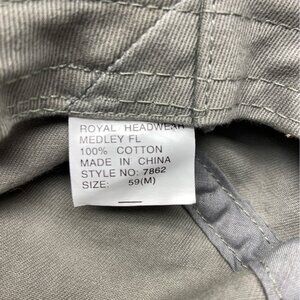 ROYAL HEADWEAR
MEDLEY FL
100% COTTON
MADE IN CHINA
STYLE NO: 7862
SIZE: 59(M)